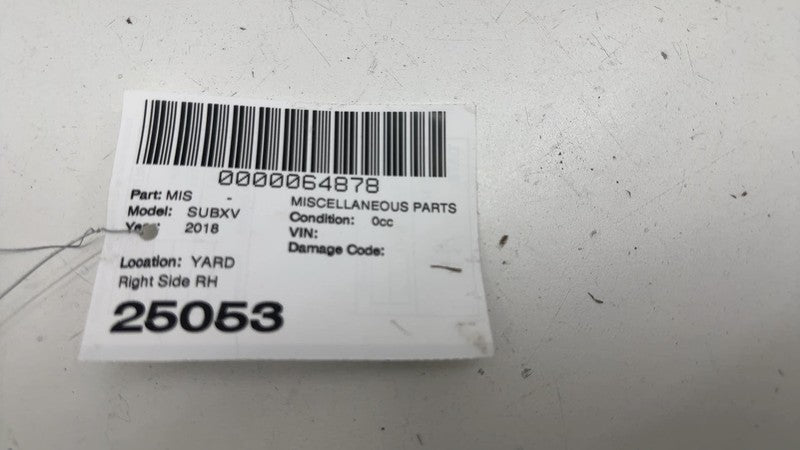 0000064878
Part: MIS -
MISCELLANEOUS PARTS
Model: SUBXV
Condition: 0cc
2018
VIN:
Damage Code:
Location: YARD
Right Side RH
25053